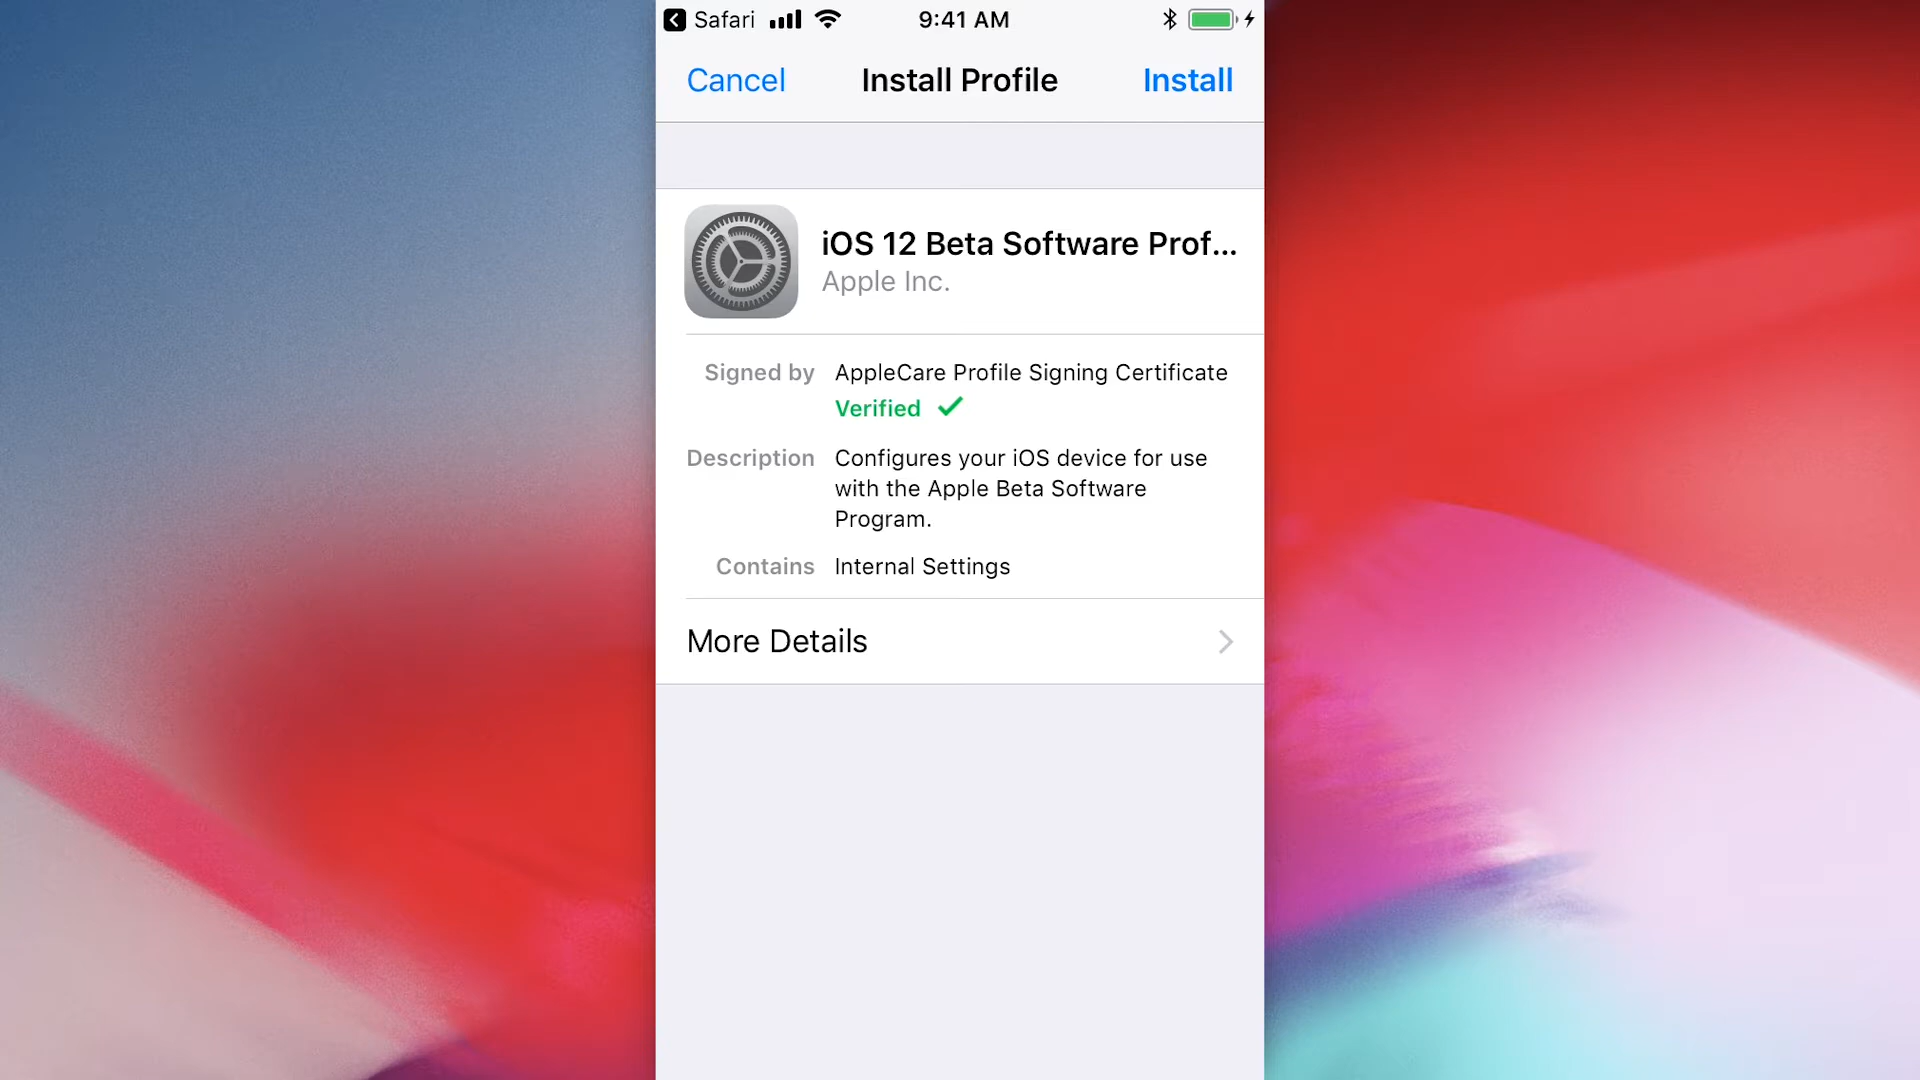 Safari 9:41 AM
Cancel Install Profile Install
iOS 12 Beta Software Prof...
Apple Inc.
Signed by AppleCare Profile Signing Certificate
Verified
Description Configures your iOS device for use
with the Apple Beta Software
Program.
Contains Internal Settings
More Details